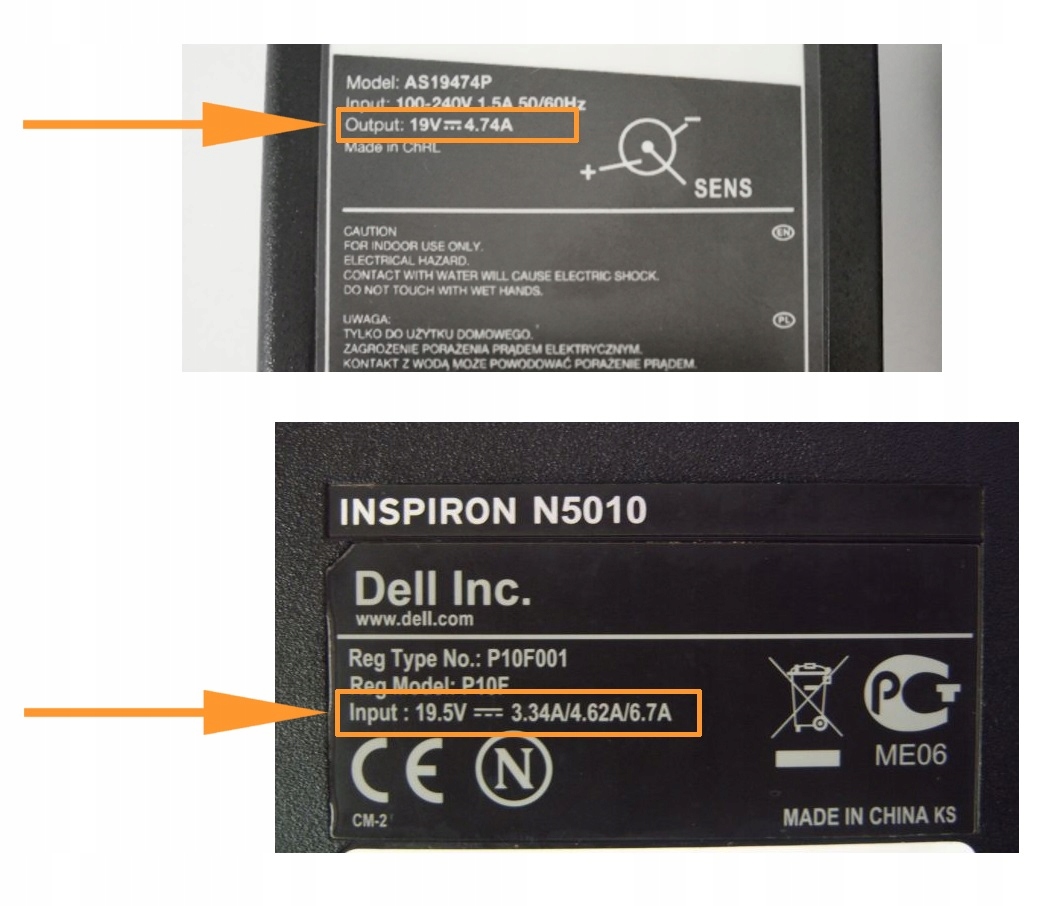 Model: AS19474P
Input: 100-240V 1.5A 50/60Hz
Output: 19V⎓4.74A
Made in ChRL
+ −
SENS
CAUTION
EN
FOR INDOOR USE ONLY.
ELECTRICAL HAZARD.
CONTACT WITH WATER WILL CAUSE ELECTRIC SHOCK.
DO NOT TOUCH WITH WET HANDS.
UWAGA:
PL
TYLKO DO UŻYTKU DOMOWEGO.
ZAGROŻENIE PORAŻENIA PRĄDEM ELEKTRYCZNYM.
KONTAKT Z WODĄ MOŻE POWODOWAĆ PORAŻENIE PRĄDEM.
INSPIRON N5010
Dell Inc.
www.dell.com
Reg Type No.: P10F001
Reg Model: P10F
Input : 19.5V ⎓ 3.34A/4.62A/6.7A
CE N
PCT
ME06
CM-2
MADE IN CHINA KS